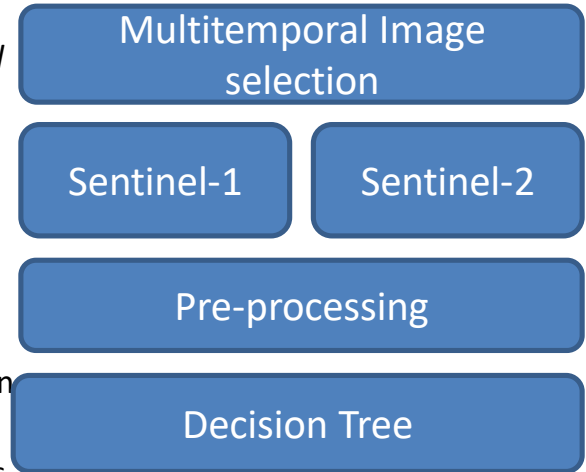 Multitemporal Image
selection
Sentinel-1 Sentinel-2
Pre-processing
Decision Tree